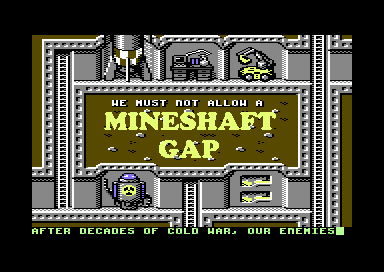 WE MUST NOT ALLOW A
MINESHAFT
GAP
AFTER DECADES OF COLD WAR, OUR ENEMIES